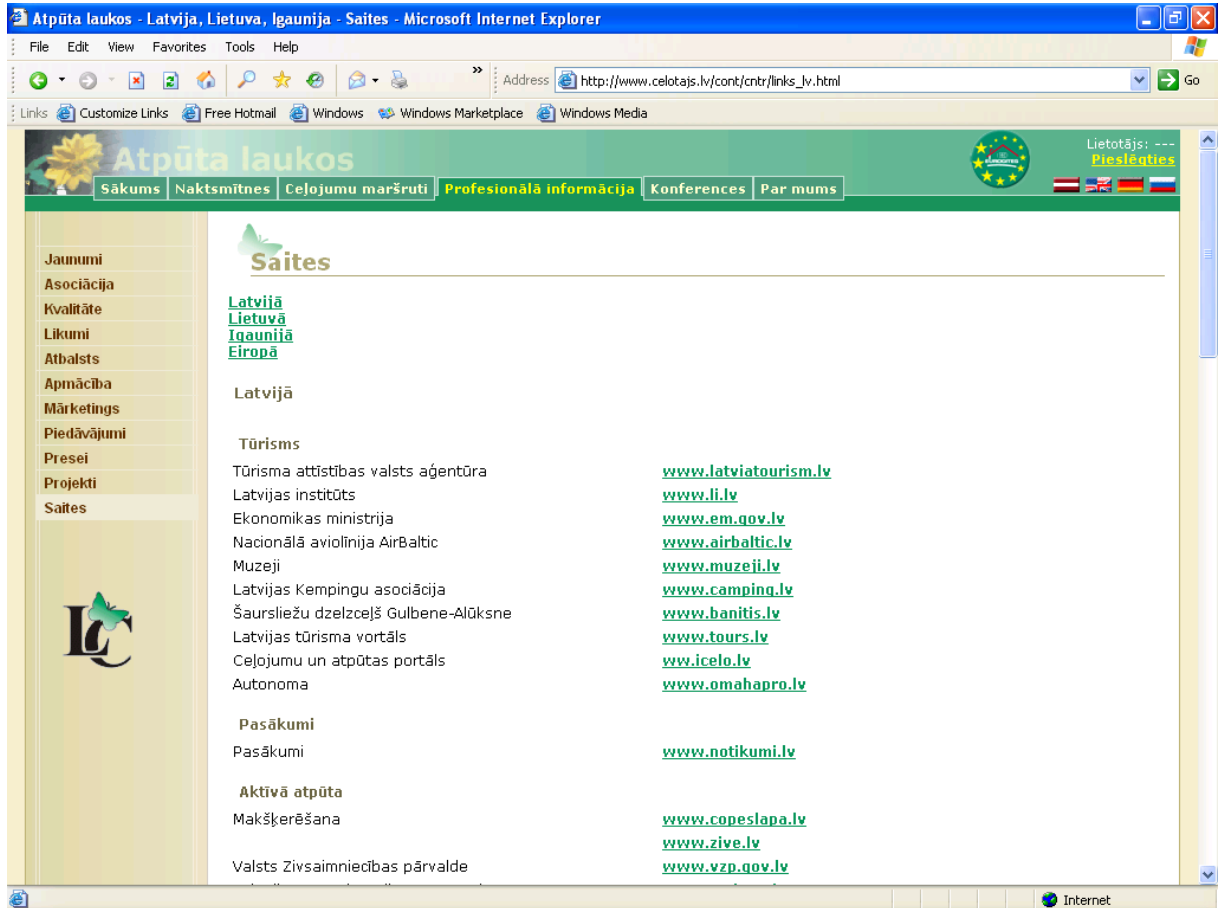 Atpūta laukos - Latvija, Lietuva, Igaunija - Saites - Microsoft Internet Explorer
File Edit View Favorites Tools Help
» Address http://www.celotajs.lv/cont/cntr/links_lv.html Go
Links Customize Links Free Hotmail Windows Windows Marketplace Windows Media
Atpūta laukos
Lietotājs: ---
Pieslēgties
Sākums Naktsmītnes Ceļojumu maršruti Profesionālā informācija Konferences Par mums
Jaunumi
Asociācija
Kvalitāte
Likumi
Atbalsts
Apmācība
Mārketings
Piedāvājumi
Presei
Projekti
Saites
LC
Saites
Latvijā
Lietuvā
Igaunijā
Eiropā
Latvijā
Tūrisms
Tūrisma attīstības valsts aģentūra www.latviatourism.lv
Latvijas institūts www.li.lv
Ekonomikas ministrija www.em.gov.lv
Nacionālā aviolīnija AirBaltic www.airbaltic.lv
Muzeji www.muzeji.lv
Latvijas Kempingu asociācija www.camping.lv
Šaursliežu dzelzceļš Gulbene-Alūksne www.banitis.lv
Latvijas tūrisma vortāls www.tours.lv
Ceļojumu un atpūtas portāls ww.icelo.lv
Autonoma www.omahapro.lv
Pasākumi
Pasākumi www.notikumi.lv
Aktīvā atpūta
Makšķerēšana www.copeslapa.lv
www.zive.lv
Valsts Zivsaimniecības pārvalde www.vzp.gov.lv
Internet